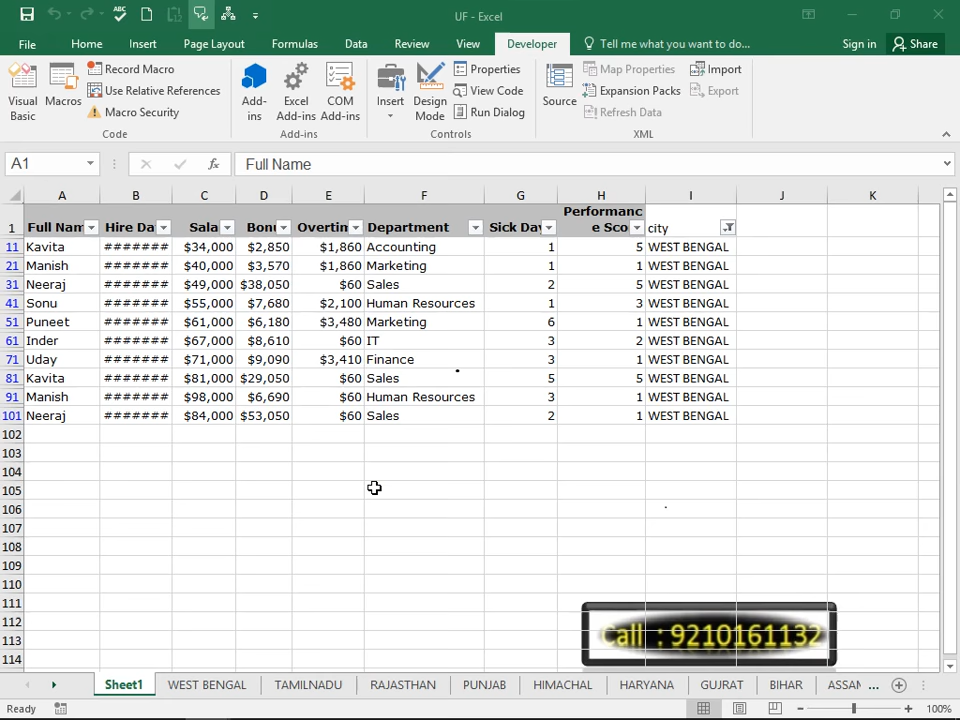 UF - Excel
File Home Insert Page Layout Formulas Data Review View Developer Tell me what you want to do... Sign in Share
Visual Basic
Macros
Record Macro
Use Relative References
Macro Security
Code
Add-ins
Excel Add-ins
COM Add-ins
Add-ins
Insert
Design Mode
Properties
View Code
Run Dialog
Controls
Source
Map Properties
Expansion Packs
Refresh Data
Import
Export
XML
A1 fx Full Name
A B C D E F G H I J K
1 Full Nam Hire Da Sala Bonu Overtin Department Sick Day Performanc e Sco city
11 Kavita ####### $34,000 $2,850 $1,860 Accounting 1 5 WEST BENGAL
21 Manish ####### $40,000 $3,570 $1,860 Marketing 1 1 WEST BENGAL
31 Neeraj ####### $49,000 $38,050 $60 Sales 2 5 WEST BENGAL
41 Sonu ####### $55,000 $7,680 $2,100 Human Resources 1 3 WEST BENGAL
51 Puneet ####### $61,000 $6,180 $3,480 Marketing 6 1 WEST BENGAL
61 Inder ####### $67,000 $8,610 $60 IT 3 2 WEST BENGAL
71 Uday ####### $71,000 $9,090 $3,410 Finance 3 1 WEST BENGAL
81 Kavita ####### $81,000 $29,050 $60 Sales 5 5 WEST BENGAL
91 Manish ####### $98,000 $6,690 $60 Human Resources 3 1 WEST BENGAL
101 Neeraj ####### $84,000 $53,050 $60 Sales 2 1 WEST BENGAL
102
103
104
105
106
107
108
109
110
111
112
113
114
Call : 9210161132
Sheet1 WEST BENGAL TAMILNADU RAJASTHAN PUNJAB HIMACHAL HARYANA GUJRAT BIHAR ASSAN ...
Ready 100%